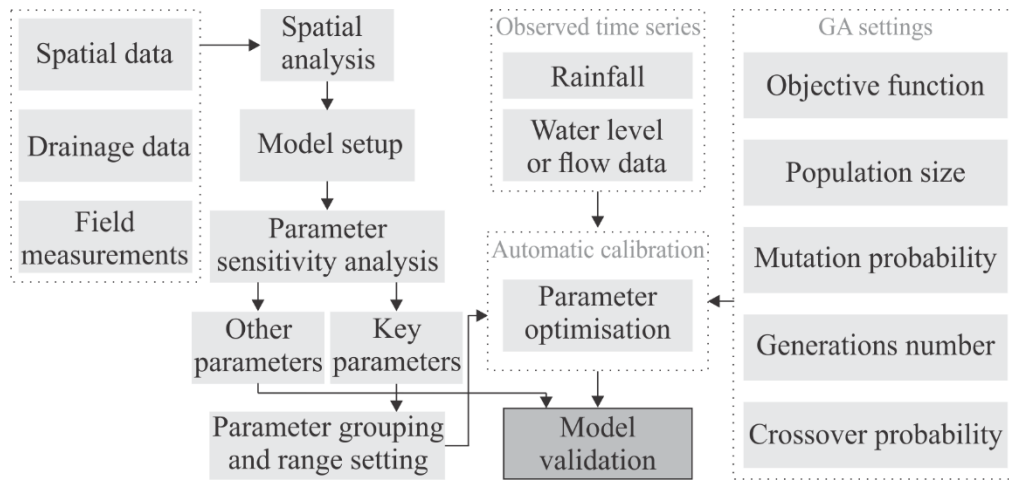 Spatial data
Drainage data
Field
measurements
Spatial
analysis
Model setup
Parameter
sensitivity analysis
Other
parameters
Key
parameters
Parameter grouping
and range setting
Observed time series
Rainfall
Water level
or flow data
Automatic calibration
Parameter
optimisation
Model
validation
GA settings
Objective function
Population size
Mutation probability
Generations number
Crossover probability